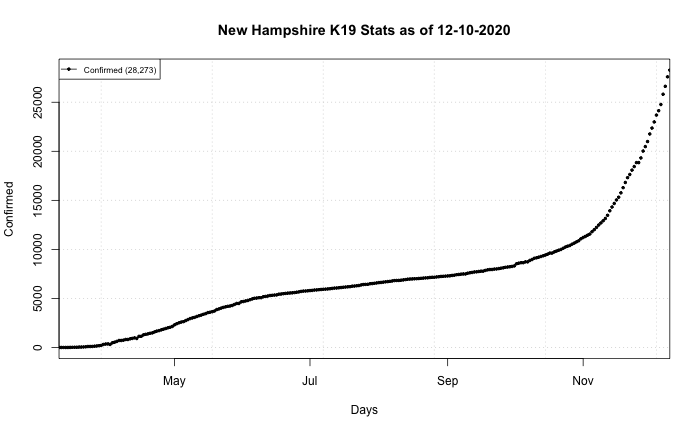 New Hampshire K19 Stats as of 12-10-2020
Confirmed (28,273)
Confirmed
25000
20000
15000
10000
5000
0
May Jul Sep Nov
Days